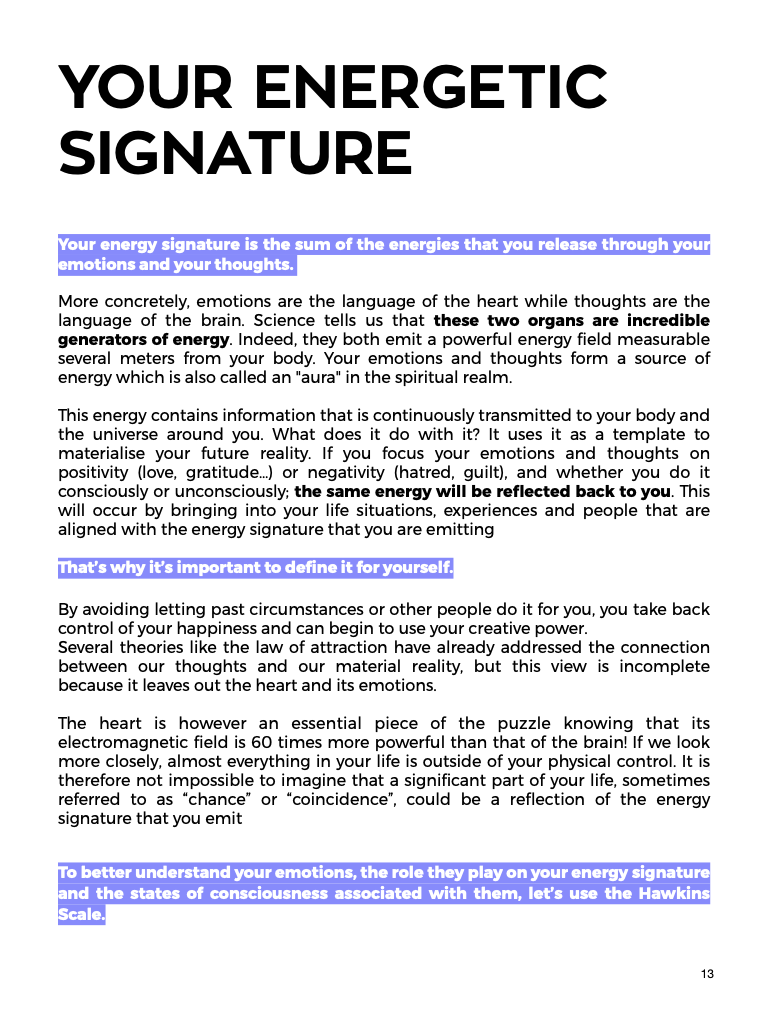 YOUR ENERGETIC
SIGNATURE
Your energy signature is the sum of the energies that you release through your
emotions and your thoughts.
More concretely, emotions are the language of the heart while thoughts are the
language of the brain. Science tells us that these two organs are incredible
generators of energy. Indeed, they both emit a powerful energy field measurable
several meters from your body. Your emotions and thoughts form a source of
energy which is also called an "aura" in the spiritual realm.
This energy contains information that is continuously transmitted to your body and
the universe around you. What does it do with it? It uses it as a template to
materialise your future reality. If you focus your emotions and thoughts on
positivity (love, gratitude...) or negativity (hatred, guilt), and whether you do it
consciously or unconsciously; the same energy will be reflected back to you. This
will occur by bringing into your life situations, experiences and people that are
aligned with the energy signature that you are emitting
That’s why it’s important to define it for yourself.
By avoiding letting past circumstances or other people do it for you, you take back
control of your happiness and can begin to use your creative power.
Several theories like the law of attraction have already addressed the connection
between our thoughts and our material reality, but this view is incomplete
because it leaves out the heart and its emotions.
The heart is however an essential piece of the puzzle knowing that its
electromagnetic field is 60 times more powerful than that of the brain! If we look
more closely, almost everything in your life is outside of your physical control. It is
therefore not impossible to imagine that a significant part of your life, sometimes
referred to as “chance” or “coincidence”, could be a reflection of the energy
signature that you emit
To better understand your emotions, the role they play on your energy signature
and the states of consciousness associated with them, let’s use the Hawkins
Scale.
13